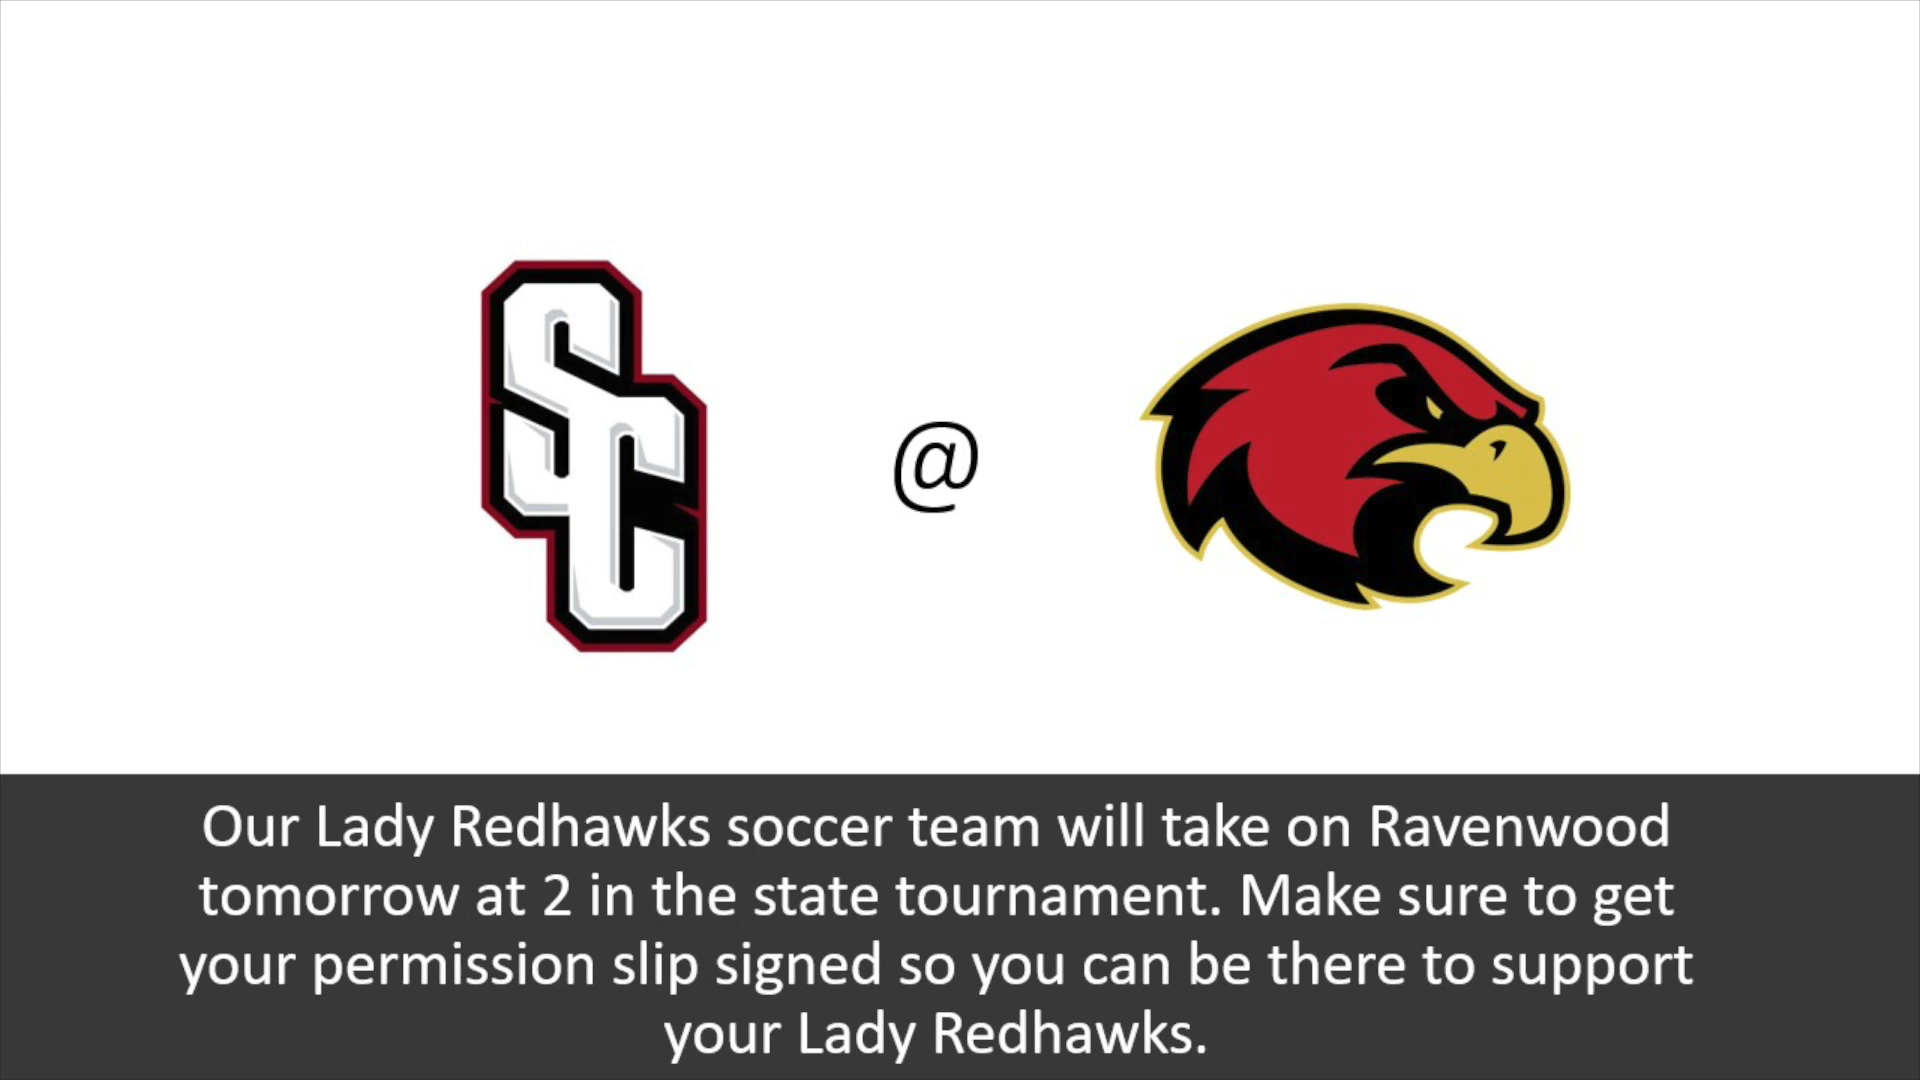 SC
@
Our Lady Redhawks soccer team will take on Ravenwood
tomorrow at 2 in the state tournament. Make sure to get
your permission slip signed so you can be there to support
your Lady Redhawks.